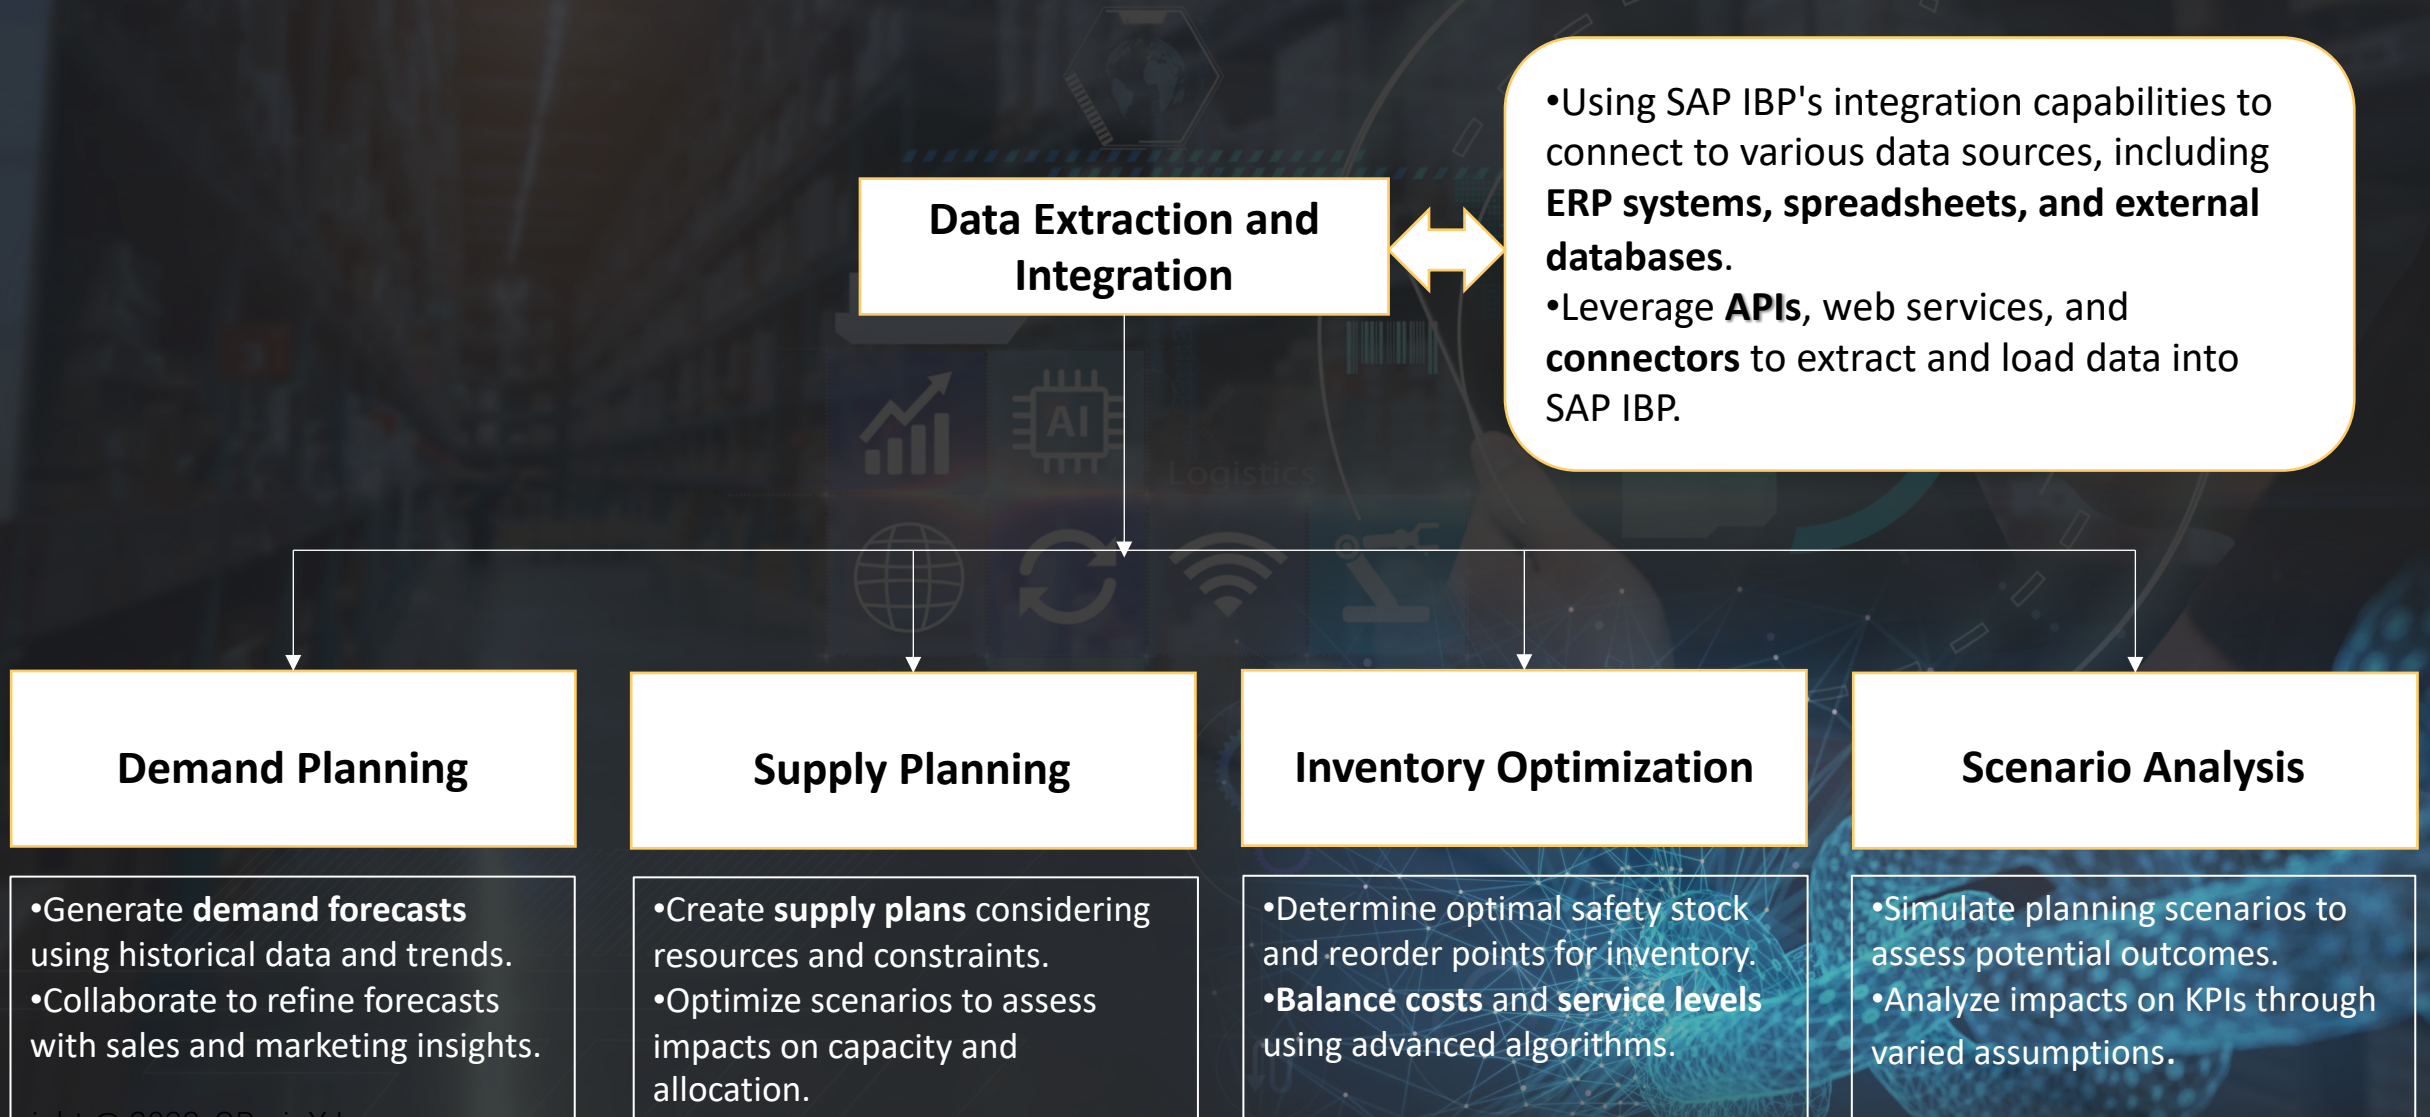 Data Extraction and
Integration
•Using SAP IBP's integration capabilities to
connect to various data sources, including
ERP systems, spreadsheets, and external
databases.
•Leverage APIs, web services, and
connectors to extract and load data into
SAP IBP.
AI
Logistics
Demand Planning
Supply Planning
Inventory Optimization
Scenario Analysis
•Generate demand forecasts
using historical data and trends.
•Collaborate to refine forecasts
with sales and marketing insights.
•Create supply plans considering
resources and constraints.
•Optimize scenarios to assess
impacts on capacity and
allocation.
•Determine optimal safety stock
and reorder points for inventory.
•Balance costs and service levels
using advanced algorithms.
•Simulate planning scenarios to
assess potential outcomes.
•Analyze impacts on KPIs through
varied assumptions.